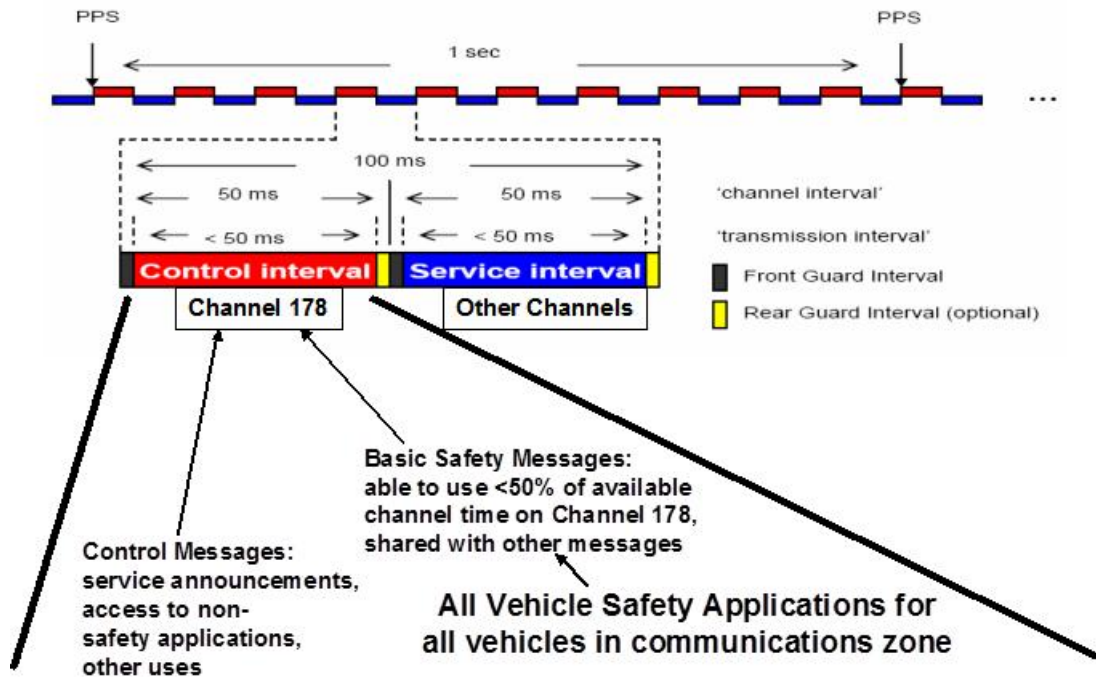 PPS
PPS
1 sec
...
100 ms
50 ms
50 ms
'channel interval'
< 50 ms
< 50 ms
'transmission interval'
Control interval
Service interval
Front Guard Interval
Channel 178
Other Channels
Rear Guard Interval (optional)
Basic Safety Messages:
able to use <50% of available
channel time on Channel 178,
shared with other messages
Control Messages:
service announcements,
access to non-
safety applications,
other uses
All Vehicle Safety Applications for
all vehicles in communications zone